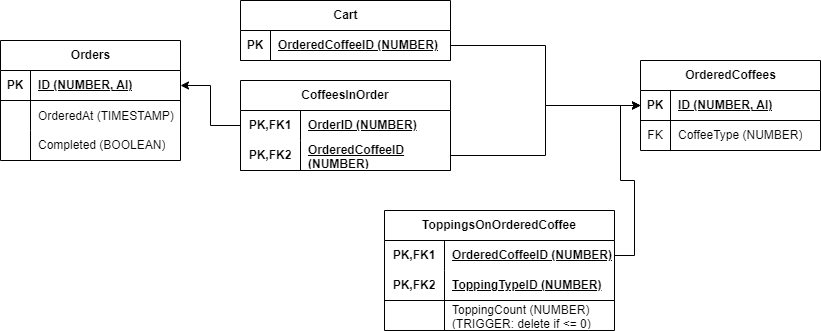 Cart
PK OrderedCoffeeID (NUMBER)
Orders
PK ID (NUMBER, AI)
OrderedAt (TIMESTAMP)
Completed (BOOLEAN)
CoffeesInOrder
PK,FK1 OrderID (NUMBER)
PK,FK2 OrderedCoffeeID
(NUMBER)
OrderedCoffees
PK ID (NUMBER, AI)
FK CoffeeType (NUMBER)
ToppingsOnOrderedCoffee
PK,FK1 OrderedCoffeeID (NUMBER)
PK,FK2 ToppingTypeID (NUMBER)
ToppingCount (NUMBER)
(TRIGGER: delete if <= 0)